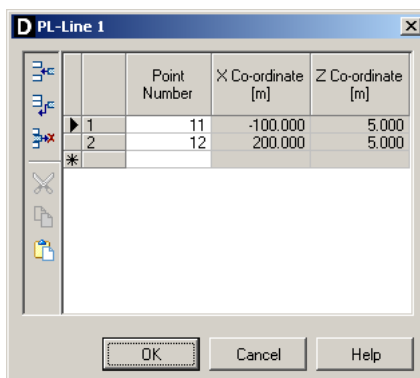 D PL-Line 1
Point Number X Co-ordinate [m] Z Co-ordinate [m]
1 11 -100.000 5.000
2 12 200.000 5.000
OK Cancel Help